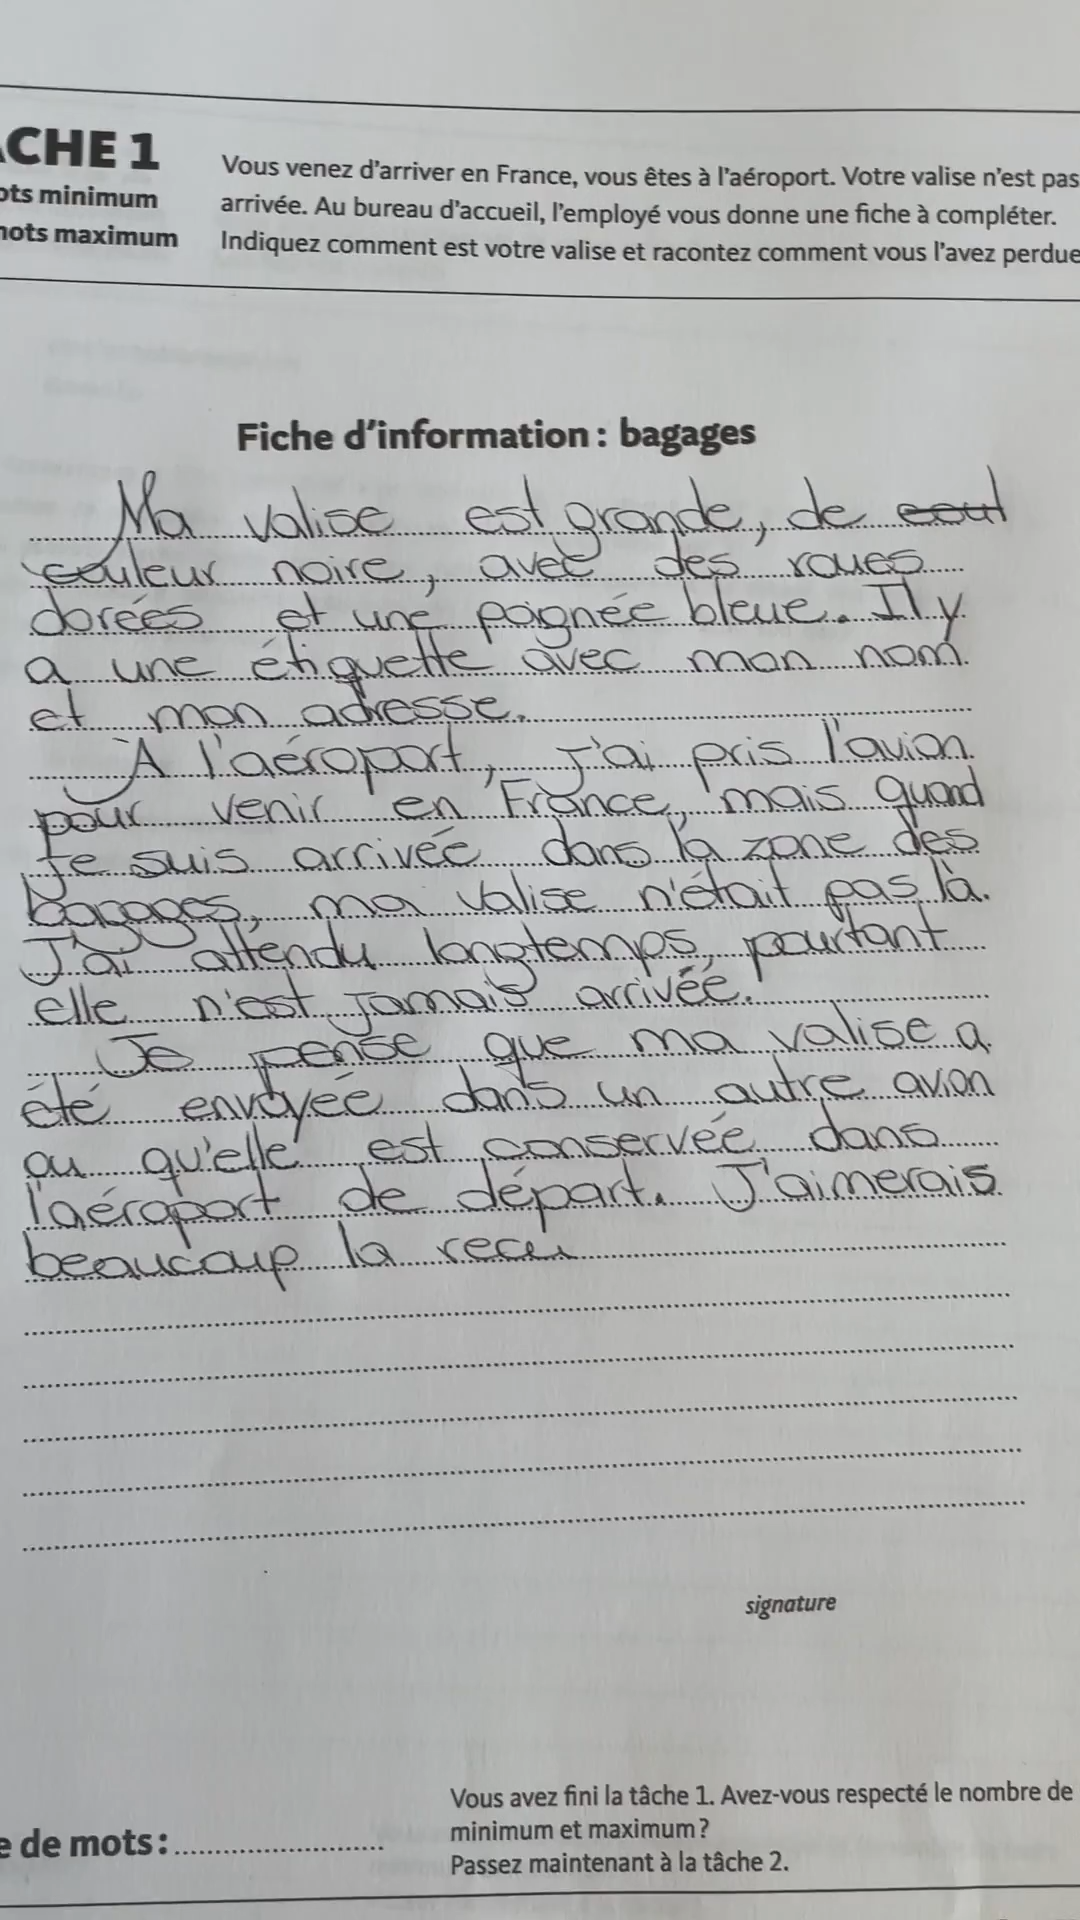 ACHE 1
ots minimum
mots maximum
Vous venez d'arriver en France, vous êtes à l'aéroport. Votre valise n'est pas
arrivée. Au bureau d'accueil, l'employé vous donne une fiche à compléter.
Indiquez comment est votre valise et racontez comment vous l'avez perdue
Fiche d'information : bagages
Ma valise est grande, de coul
couleur noire, avec des roues
dorées et une poignée bleue. Il y
a une étiquette avec mon nom
et mon adresse.
À l'aéroport, j'ai pris l'avion
pour venir en France, mais quand
je suis arrivée dans la zone des
bagages, ma valise n'était pas là.
J'ai attendu longtemps, pourtant
elle n'est jamais arrivée.
Je pense que ma valise a
été envoyée dans un autre avion
ou qu'elle est conservée dans
l'aéroport de départ. J'aimerais
beaucoup la recu
signature
e de mots :
Vous avez fini la tâche 1. Avez-vous respecté le nombre de
minimum et maximum ?
Passez maintenant à la tâche 2.